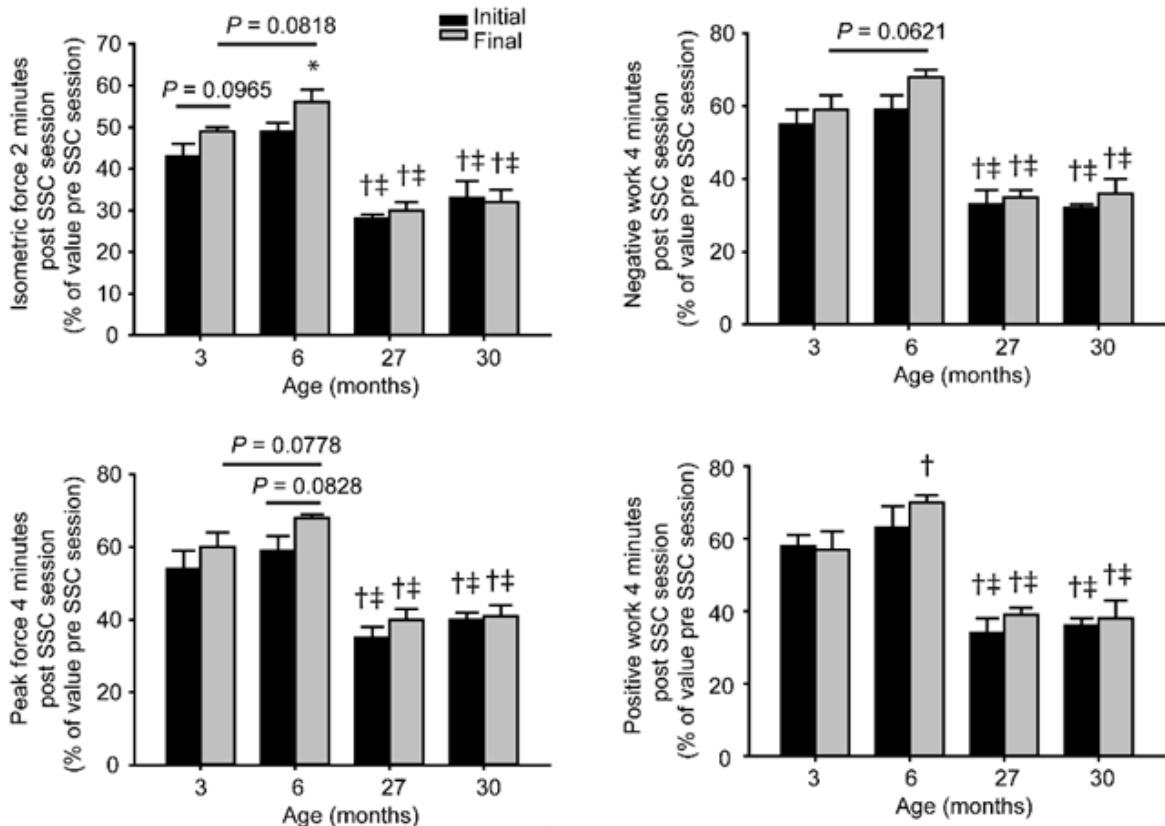 Initial
Final
P = 0.0818
P = 0.0965
*
†‡ †‡ †‡ †‡
Isometric force 2 minutes
post SSC session
(% of value pre SSC session)
70
60
50
40
30
20
10
0
3 6 27 30
Age (months)
P = 0.0621
†‡ †‡ †‡ †‡
Negative work 4 minutes
post SSC session
(% of value pre SSC session)
80
60
40
20
0
3 6 27 30
Age (months)
P = 0.0778
P = 0.0828
†‡ †‡ †‡ †‡
Peak force 4 minutes
post SSC session
(% of value pre SSC session)
80
60
40
20
0
3 6 27 30
Age (months)
†
†‡ †‡ †‡ †‡
Positive work 4 minutes
post SSC session
(% of value pre SSC session)
80
60
40
20
0
3 6 27 30
Age (months)